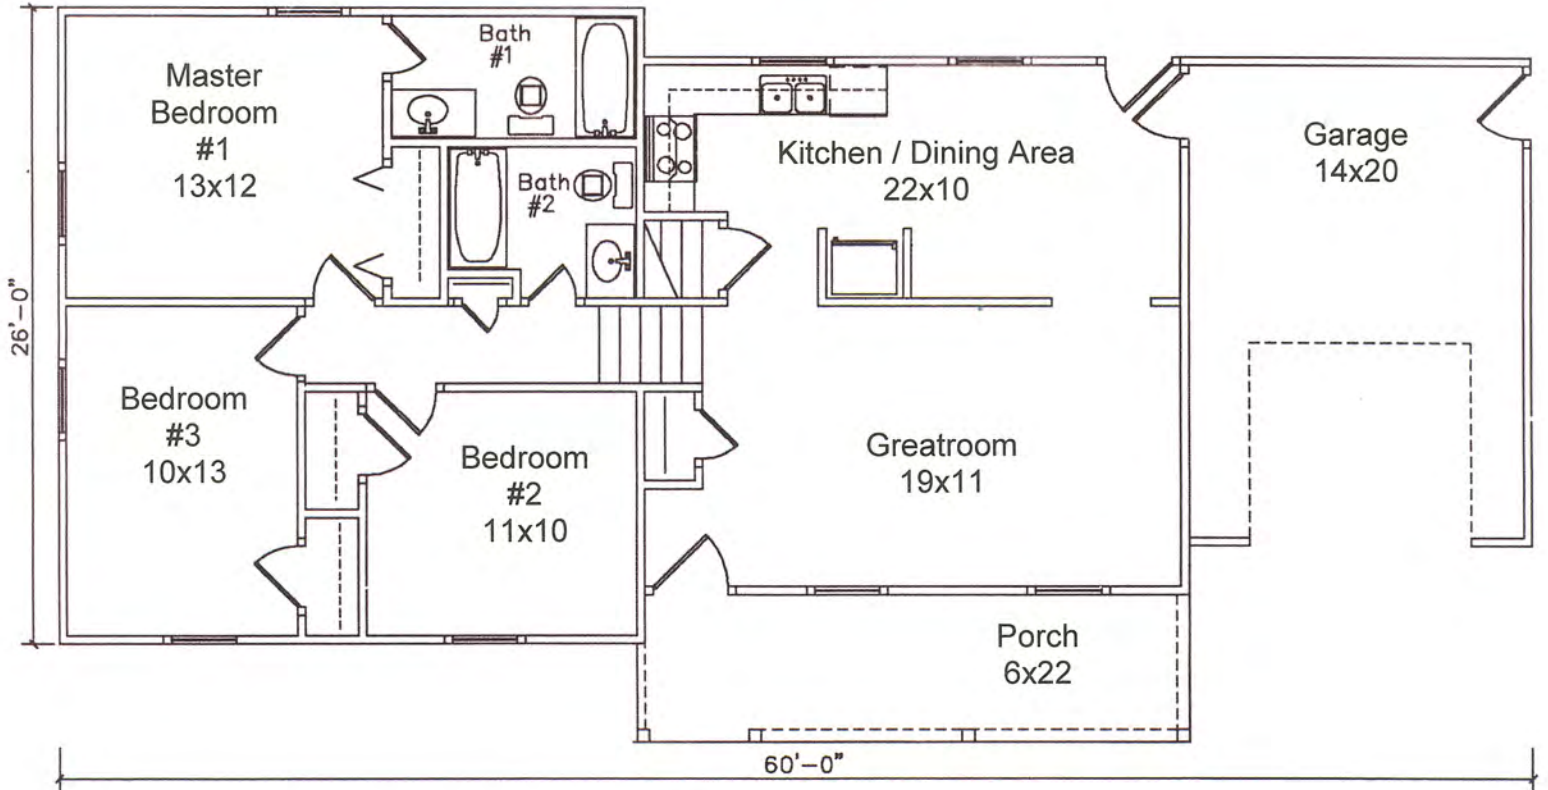 Bath
#1
Master
Bedroom
#1
13x12
Bath
#2
Kitchen / Dining Area
22x10
Garage
14x20
26'-0"
Bedroom
#3
10x13
Bedroom
#2
11x10
Greatroom
19x11
Porch
6x22
60'-0"